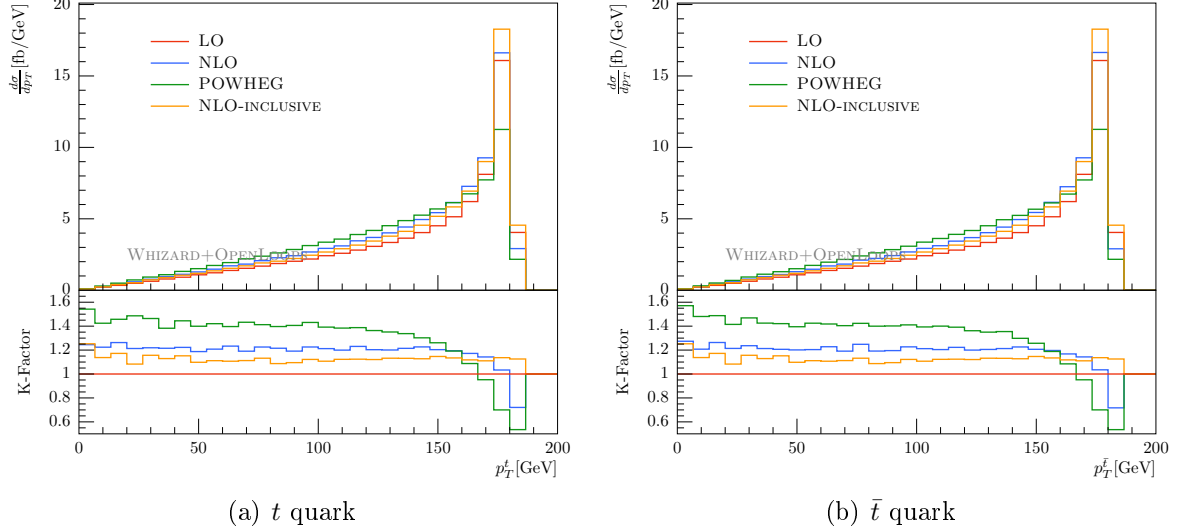 20
15
10
5
0
dσ/dp_T [fb/GeV]
LO
NLO
POWHEG
NLO-INCLUSIVE
WHIZARD+OPENLOOPS
1.6
1.4
1.2
1
0.8
0.6
K-Factor
0 50 100 150 200
p_T^t [GeV]
(a) t quark
20
15
10
5
0
dσ/dp_T [fb/GeV]
LO
NLO
POWHEG
NLO-INCLUSIVE
WHIZARD+OPENLOOPS
1.6
1.4
1.2
1
0.8
0.6
K-Factor
0 50 100 150 200
p_T^t̄ [GeV]
(b) t̄ quark